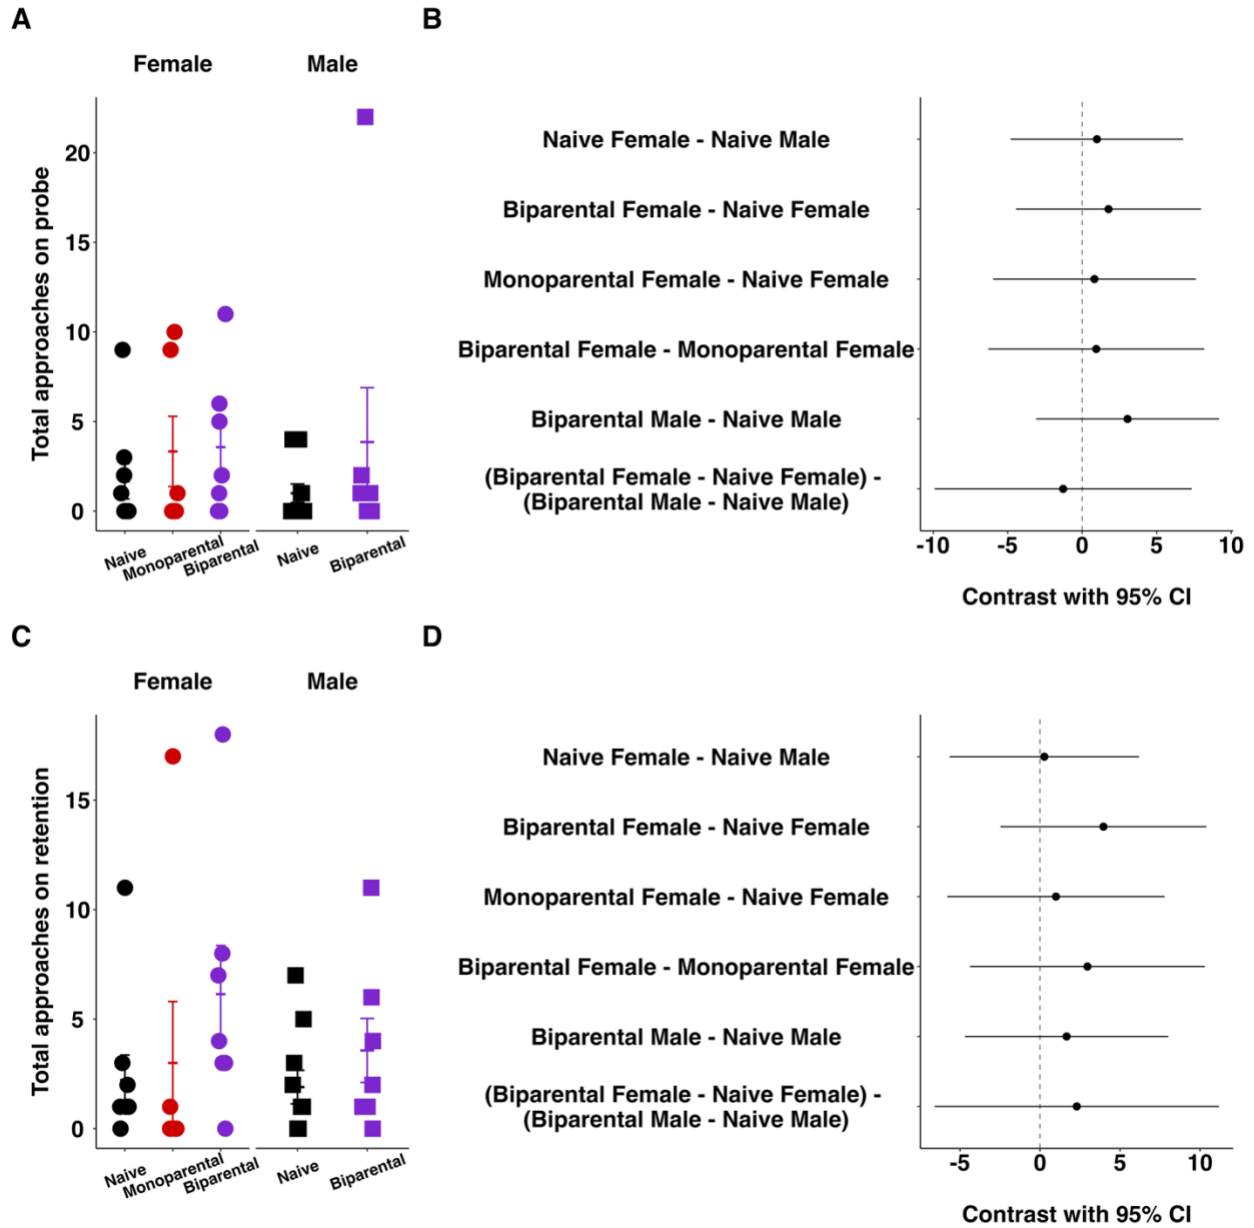 A
B
Female
Male
Total approaches on probe
20
15
10
5
0
Naive
Monoparental
Biparental
Naive
Biparental
Naive Female - Naive Male
Biparental Female - Naive Female
Monoparental Female - Naive Female
Biparental Female - Monoparental Female
Biparental Male - Naive Male
(Biparental Female - Naive Female) -
(Biparental Male - Naive Male)
-10 -5 0 5 10
Contrast with 95% CI
C
D
Female
Male
Total approaches on retention
15
10
5
0
Naive
Monoparental
Biparental
Naive
Biparental
Naive Female - Naive Male
Biparental Female - Naive Female
Monoparental Female - Naive Female
Biparental Female - Monoparental Female
Biparental Male - Naive Male
(Biparental Female - Naive Female) -
(Biparental Male - Naive Male)
-5 0 5 10
Contrast with 95% CI